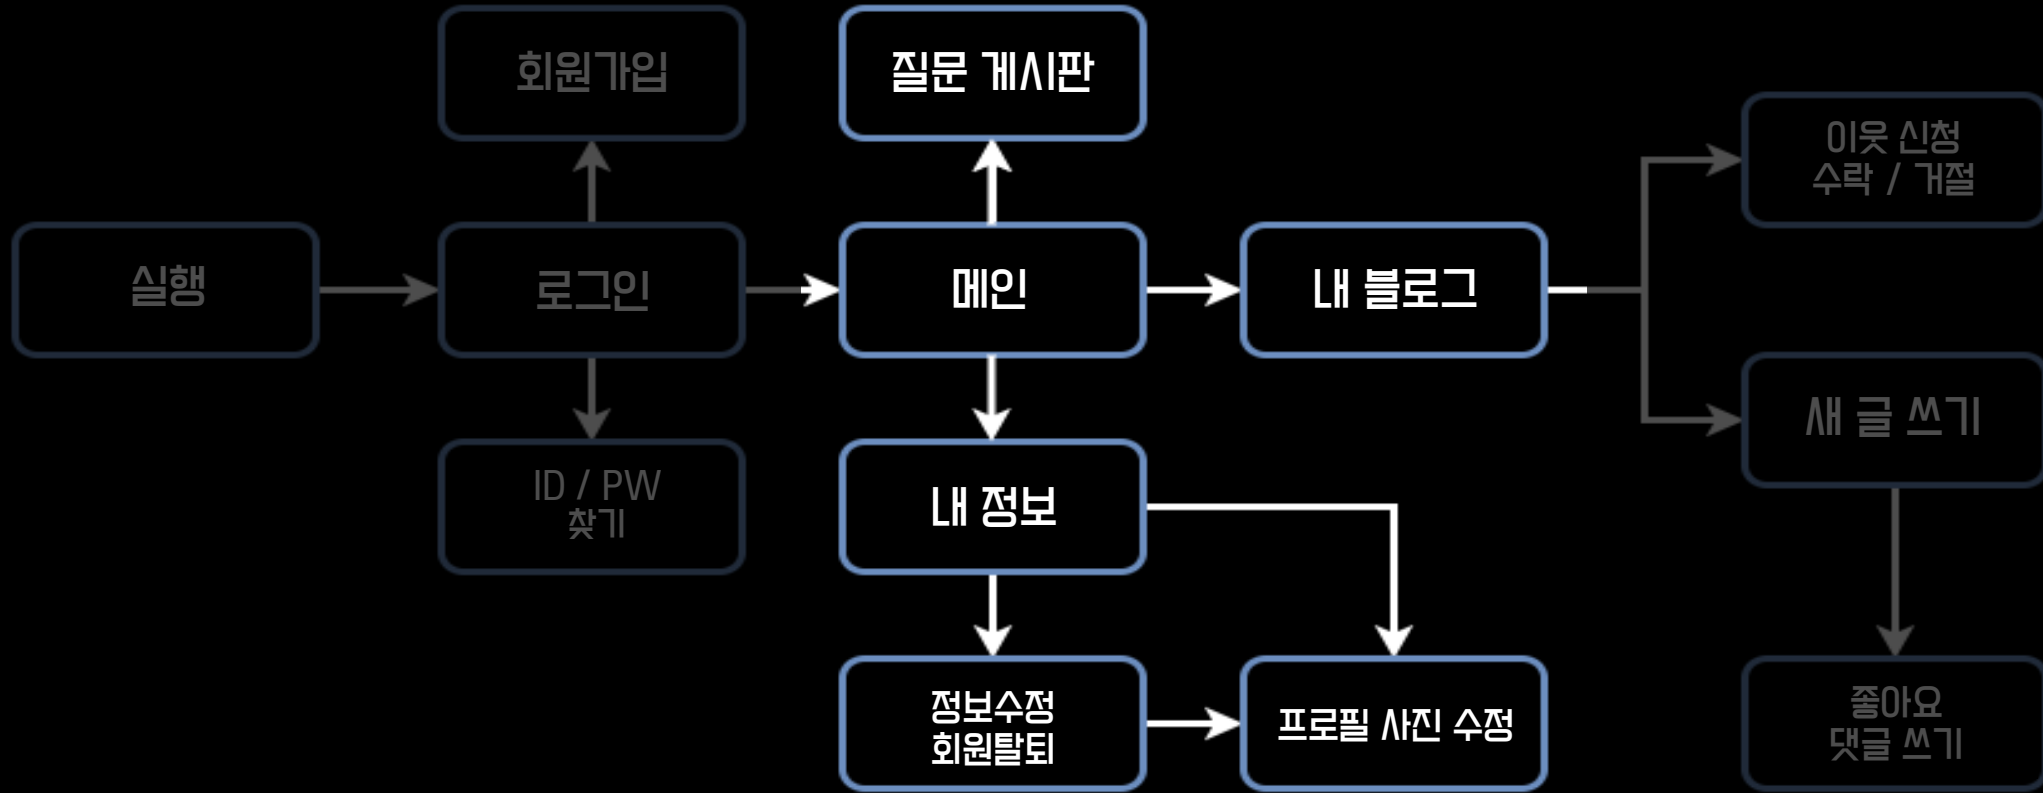 회원가입
질문 게시판
이웃 신청
수락 / 거절
실행
로그인
메인
내 블로그
새 글 쓰기
ID / PW
찾기
내 정보
정보수정
회원탈퇴
프로필 사진 수정
좋아요
댓글 쓰기